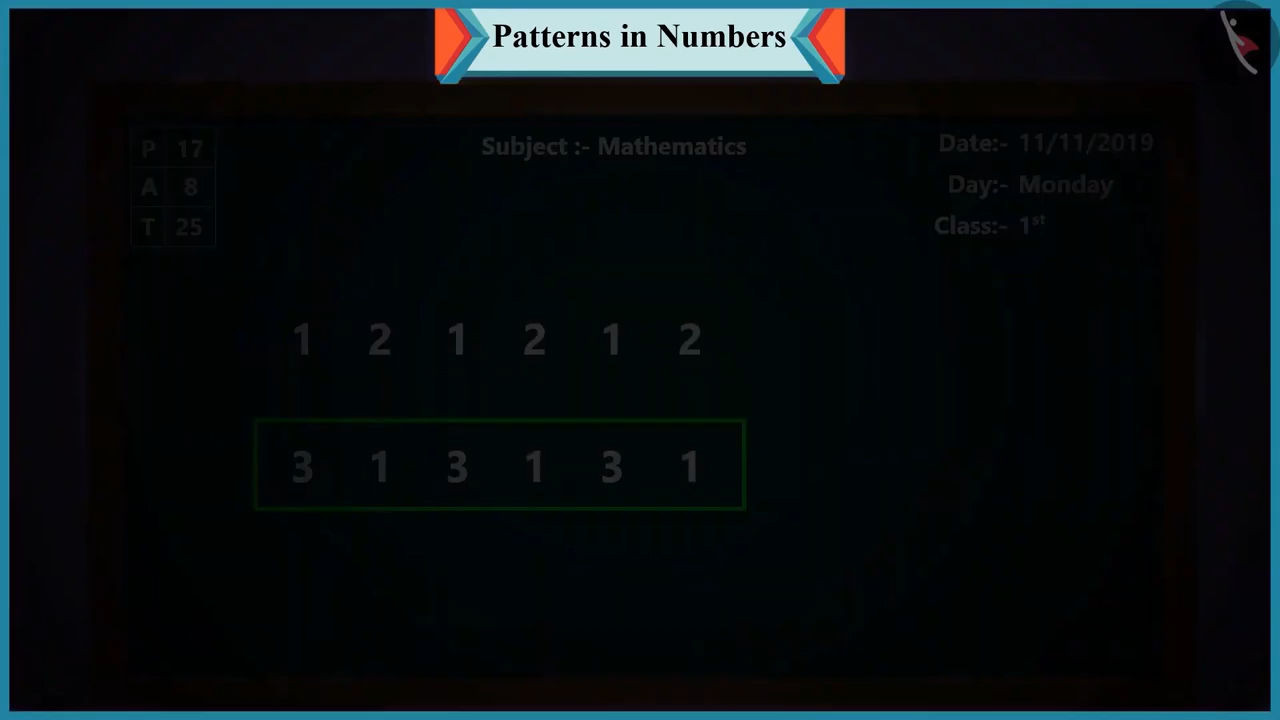 Patterns in Numbers
P 17
A 8
T 25
Subject :- Mathematics
Date:- 11/11/2019
Day:- Monday
Class:- 1st
1 2 1 2 1 2
3 1 3 1 3 1